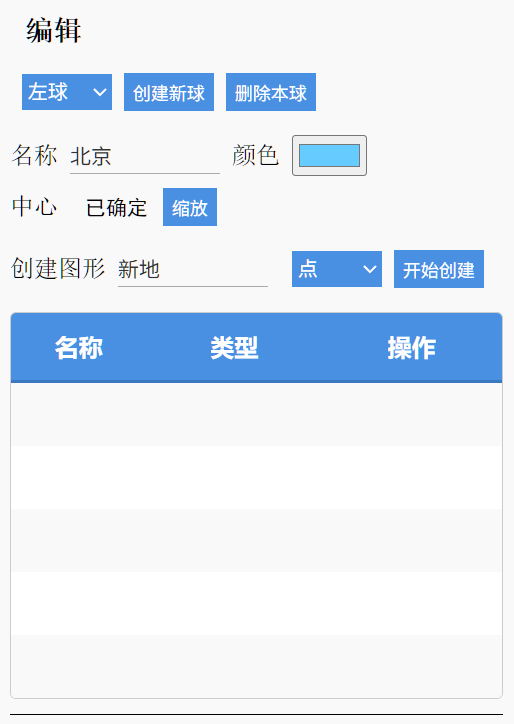 编辑
左球 创建新球 删除本球
名称 北京 颜色
中心 已确定 缩放
创建图形 新地 点 开始创建
名称 类型 操作